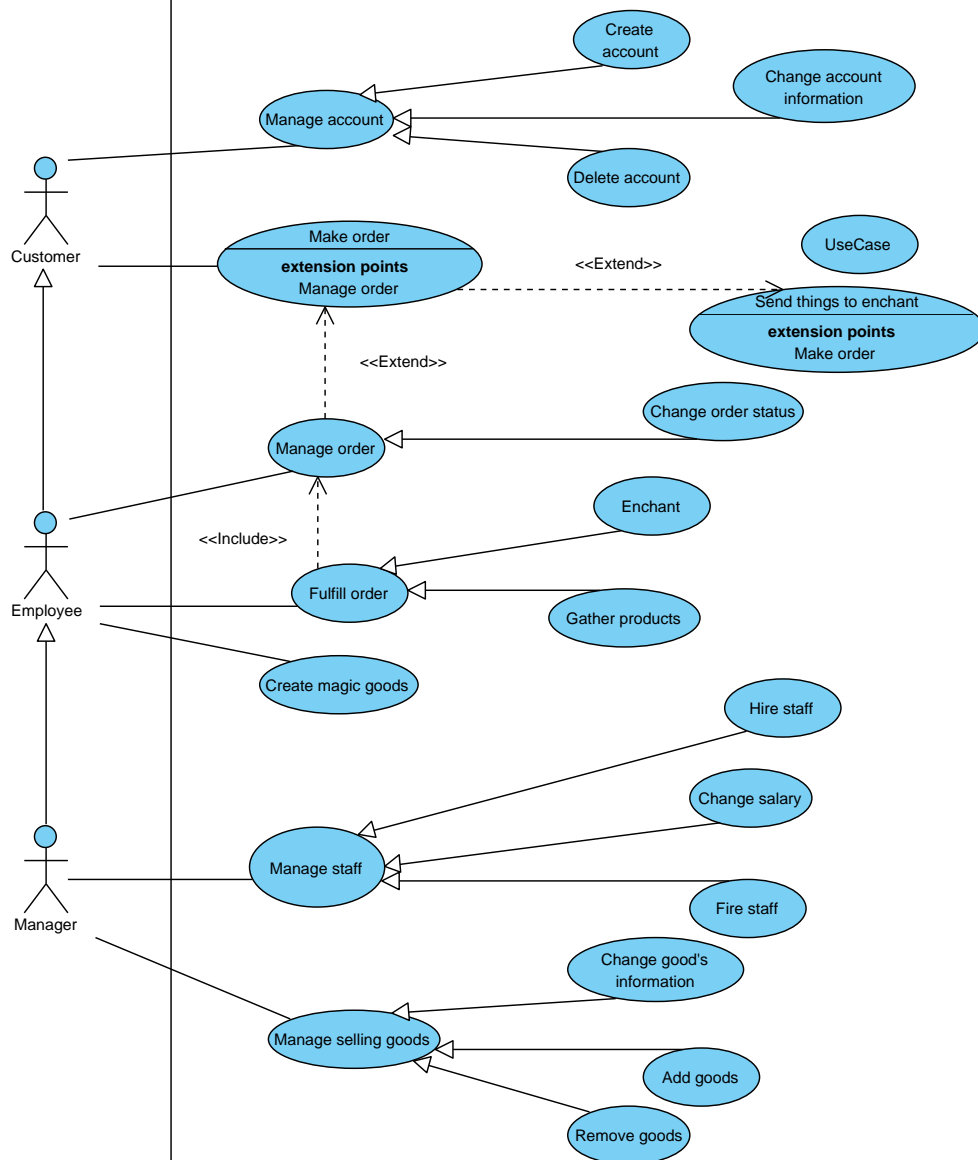 Create
account
Change account
information
Manage account
Delete account
Customer
Make order
extension points
Manage order
<<Extend>>
UseCase
Send things to enchant
extension points
Make order
<<Extend>>
Change order status
Manage order
Enchant
<<Include>>
Fulfill order
Gather products
Employee
Create magic goods
Hire staff
Change salary
Manage staff
Fire staff
Manager
Change good's
information
Manage selling goods
Add goods
Remove goods